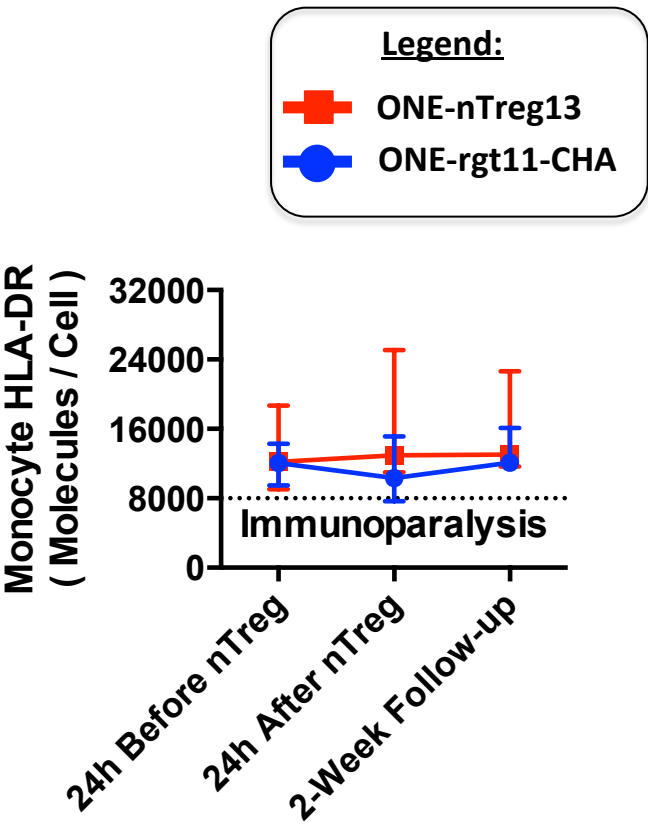 Legend:
ONE-nTreg13
ONE-rgt11-CHA
Monocyte HLA-DR
( Molecules / Cell )
32000
24000
16000
8000
0
Immunoparalysis
24h Before nTreg
24h After nTreg
2-Week Follow-up